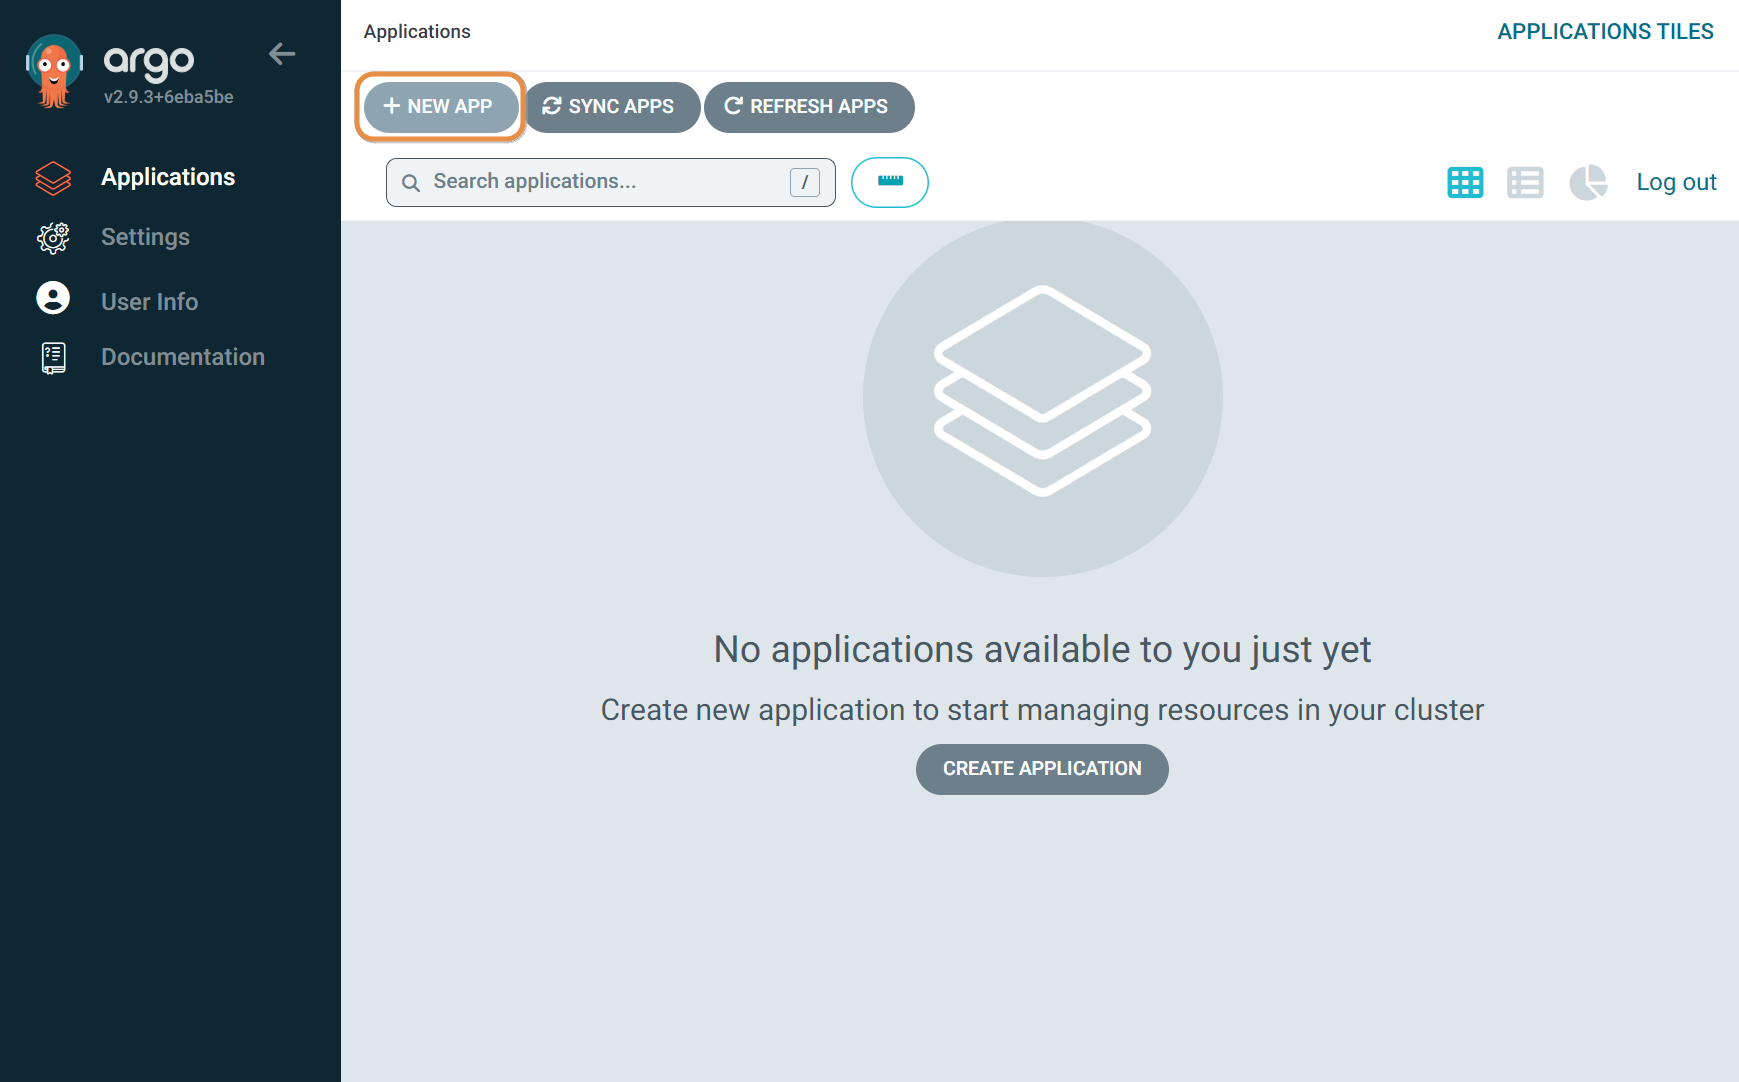 argo
v2.9.3+6eba5be
Applications
Settings
User Info
Documentation
Applications
APPLICATIONS TILES
+ NEW APP
SYNC APPS
REFRESH APPS
Search applications...
/
Log out
No applications available to you just yet
Create new application to start managing resources in your cluster
CREATE APPLICATION